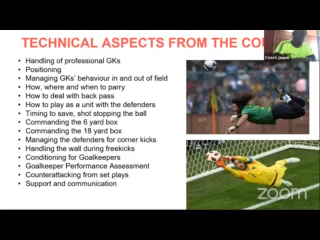 TECHNICAL ASPECTS FROM THE COU
Coach jaspal
Handling of professional GKs
Positioning
Managing GKs' behaviour in and out of field
How, where and when to parry
How to deal with back pass
How to play as a unit with the defenders
Timing to save, shot stopping the ball
Commanding the 6 yard box
Commanding the 18 yard box
Managing the defenders for corner kicks
Handling the wall during freekicks
Conditioning for Goalkeepers
Goalkeeper Performance Assessment
Counterattacking from set plays
Support and communication
zoom